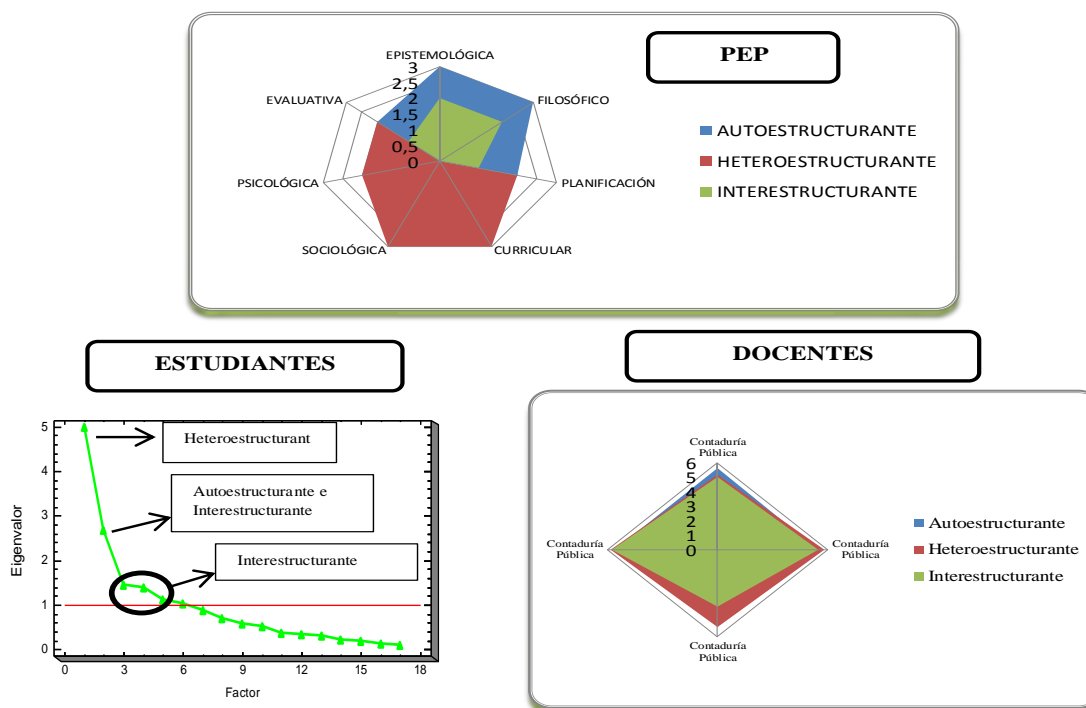 PEP
EPISTEMOLÓGICA
3
2,5
2
1,5
1
0,5
0
EVALUATIVA
FILOSÓFICO
PSICOLÓGICA
PLANIFICACIÓN
SOCIOLÓGICA
CURRICULAR
AUTOESTRUCTURANTE
HETEROESTRUCTURANTE
INTERESTRUCTURANTE
ESTUDIANTES
Heteroestructurant
Autoestructurante e
Interestructurante
Interestructurante
Eigenvalor
5
4
3
2
1
0
0 3 6 9 12 15 18
Factor
DOCENTES
Contaduría
Pública
6
5
4
3
2
1
0
Contaduría
Pública
Contaduría
Pública
Contaduría
Pública
Autoestructurante
Heteroestructurante
Interestructurante